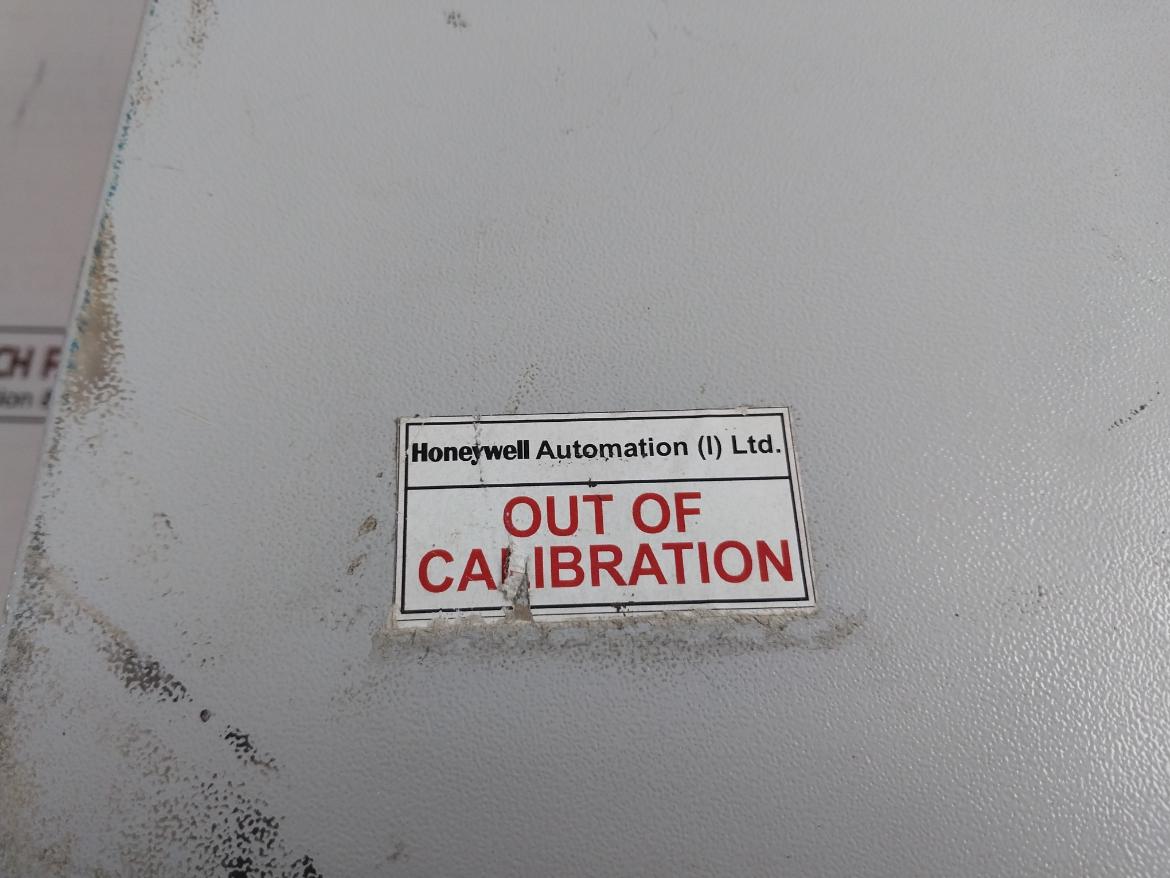 Honeywell Automation (I) Ltd.
OUT OF
CALIBRATION